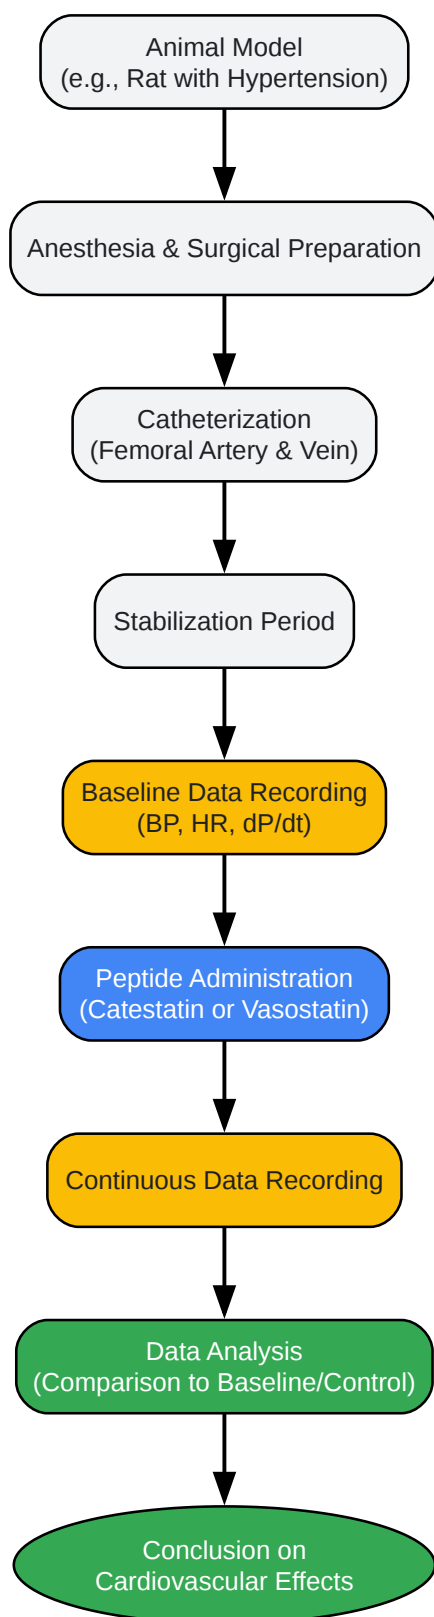 Animal Model
(e.g., Rat with Hypertension)
Anesthesia & Surgical Preparation
Catheterization
(Femoral Artery & Vein)
Stabilization Period
Baseline Data Recording
(BP, HR, dP/dt)
Peptide Administration
(Catestatin or Vasostatin)
Continuous Data Recording
Data Analysis
(Comparison to Baseline/Control)
Conclusion on
Cardiovascular Effects